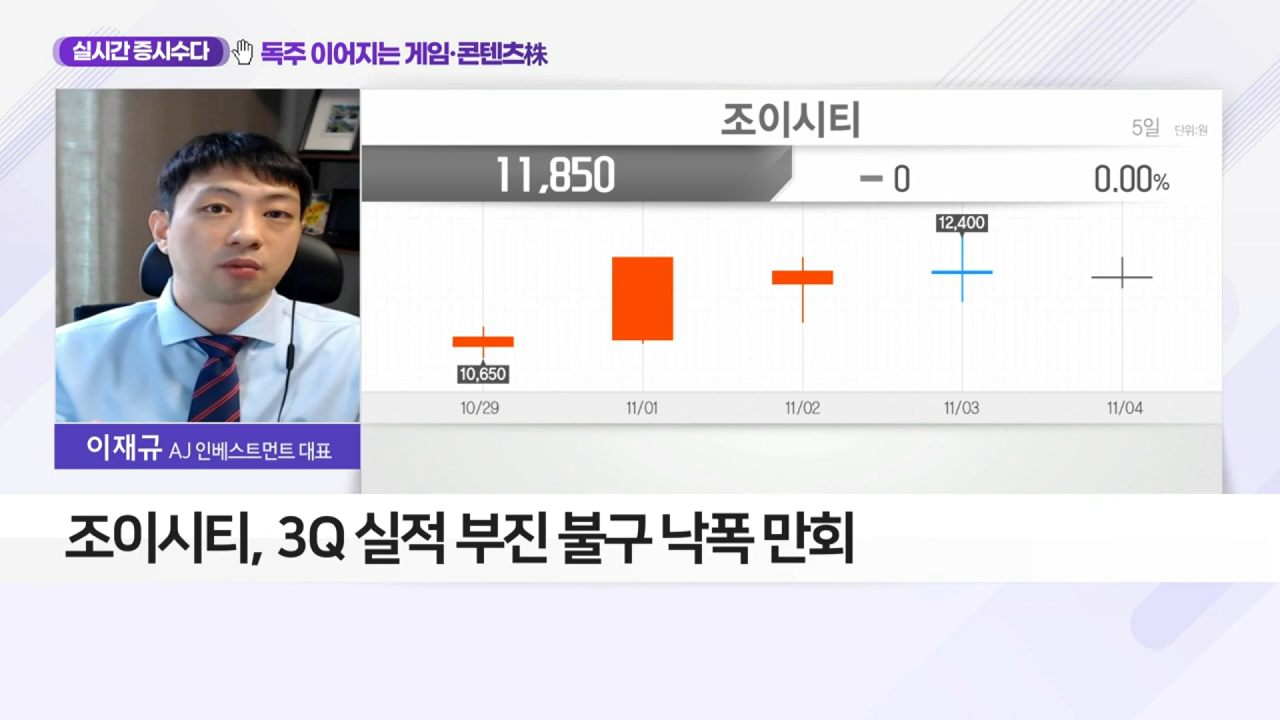 실시간 증시수다 독주 이어지는 게임·콘텐츠株
조이시티
5일 단위:원
11,850 0 0.00%
12,400
10,650
10/29 11/01 11/02 11/03 11/04
이재규 AJ 인베스트먼트 대표
조이시티, 3Q 실적 부진 불구 낙폭 만회